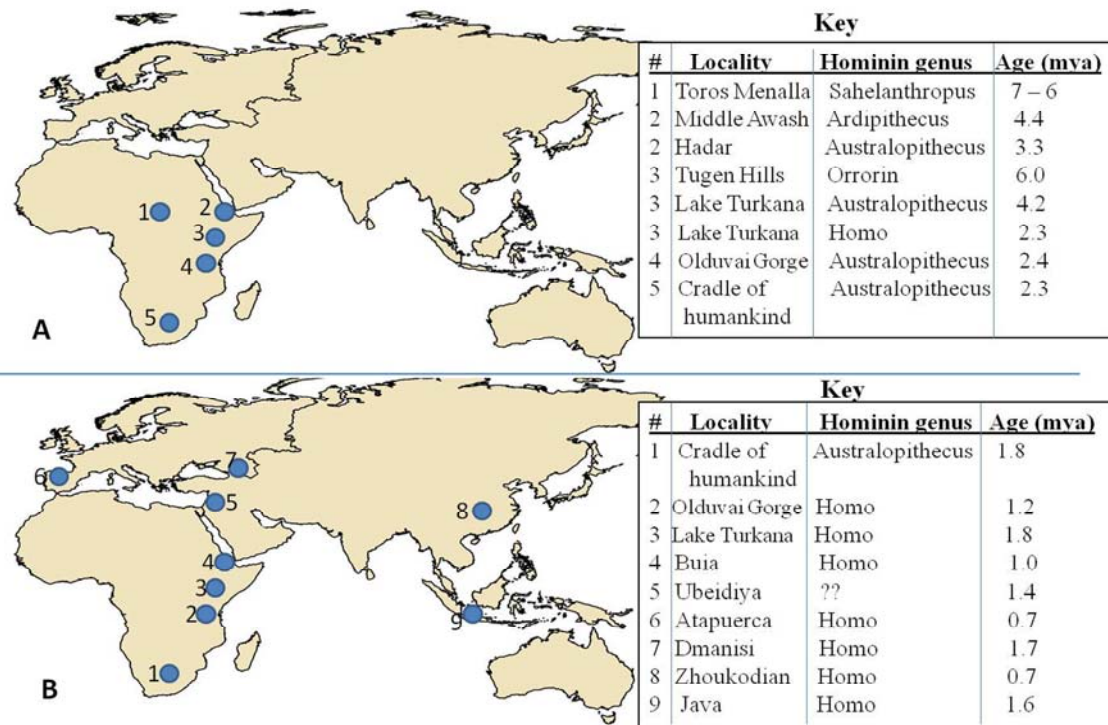 Key
# Locality Hominin genus Age (mya)
1 Toros Menalla Sahelanthropus 7 – 6
2 Middle Awash Ardipithecus 4.4
2 Hadar Australopithecus 3.3
3 Tugen Hills Orrorin 6.0
3 Lake Turkana Australopithecus 4.2
3 Lake Turkana Homo 2.3
4 Olduvai Gorge Australopithecus 2.4
5 Cradle of Australopithecus 2.3
humankind
1
2
3
4
5
A
Key
# Locality Hominin genus Age (mya)
1 Cradle of Australopithecus 1.8
humankind
2 Olduvai Gorge Homo 1.2
3 Lake Turkana Homo 1.8
4 Buia Homo 1.0
5 Ubeidiya ?? 1.4
6 Atapuerca Homo 0.7
7 Dmanisi Homo 1.7
8 Zhoukodian Homo 0.7
9 Java Homo 1.6
7
6
5
8
4
3
2
9
1
B